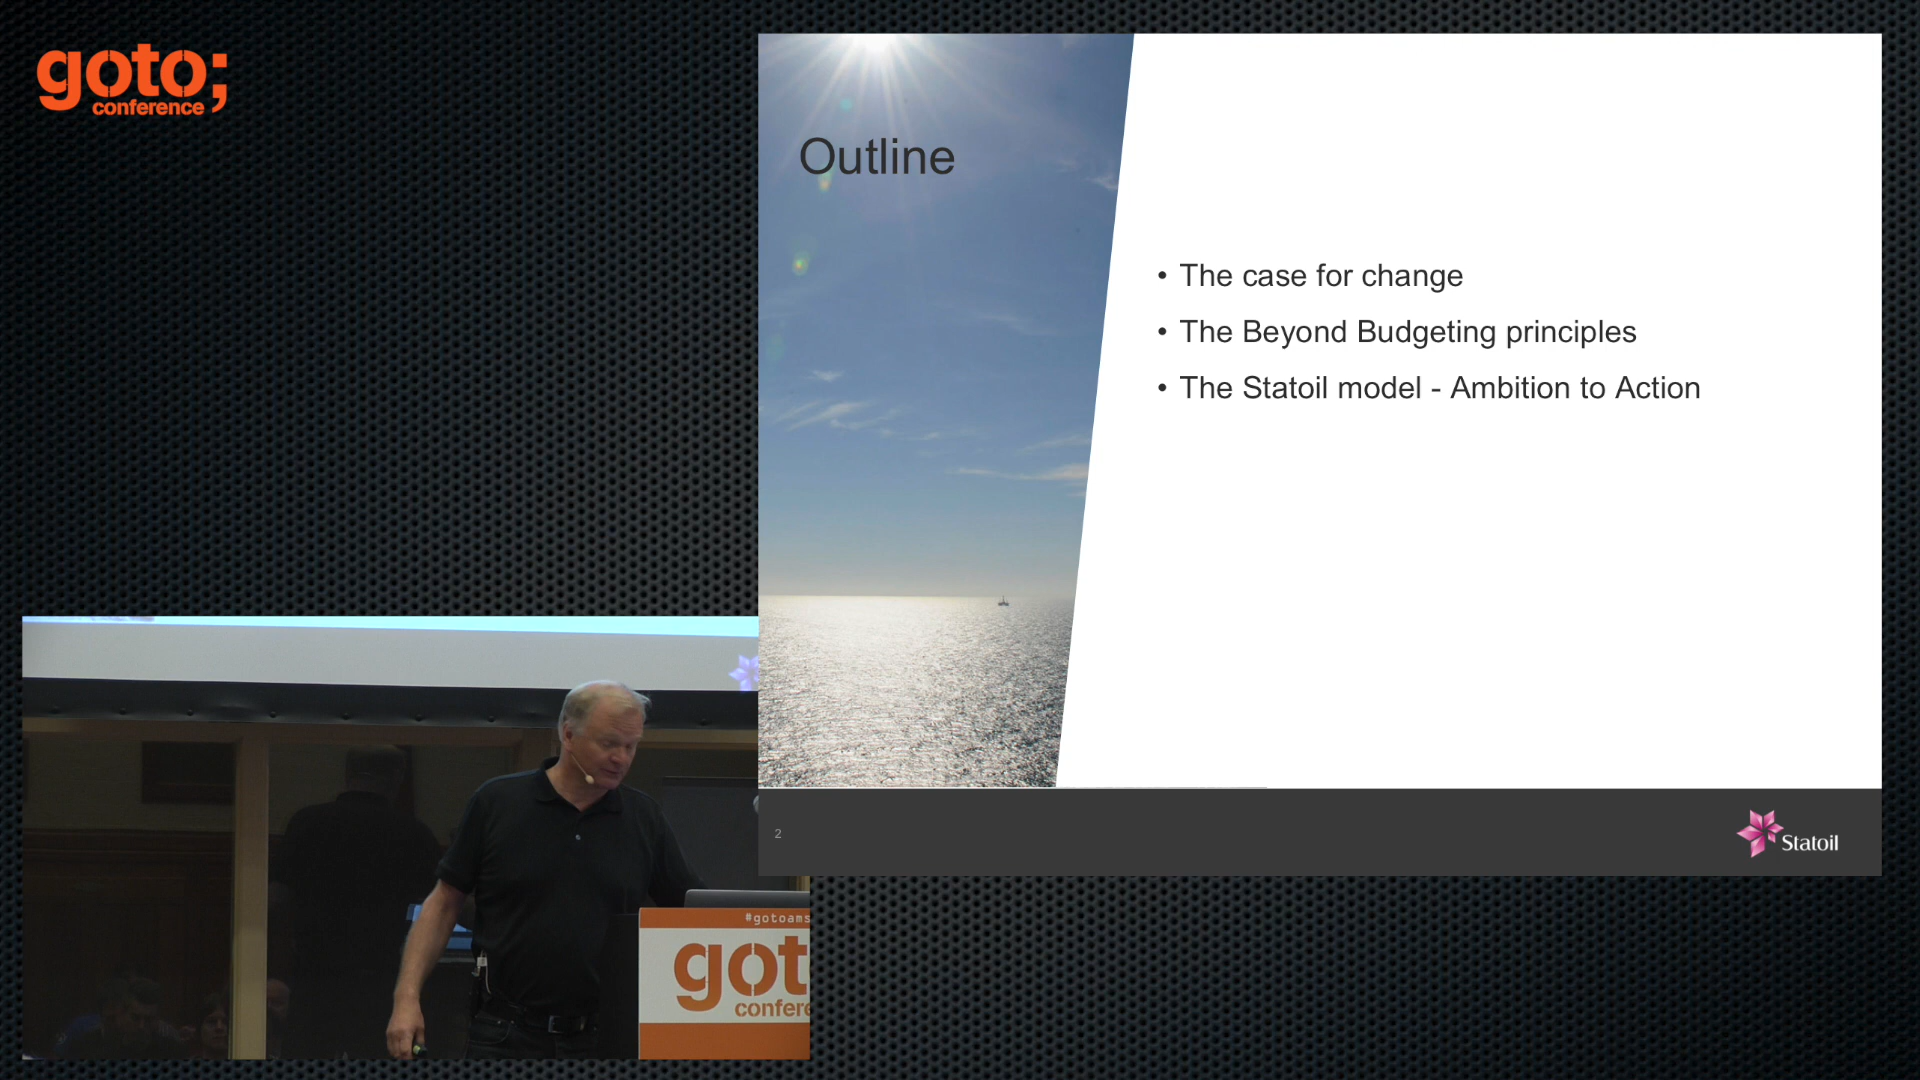 goto;
conference
Outline
• The case for change
• The Beyond Budgeting principles
• The Statoil model - Ambition to Action
2
Statoil
#gotoams
got
confere